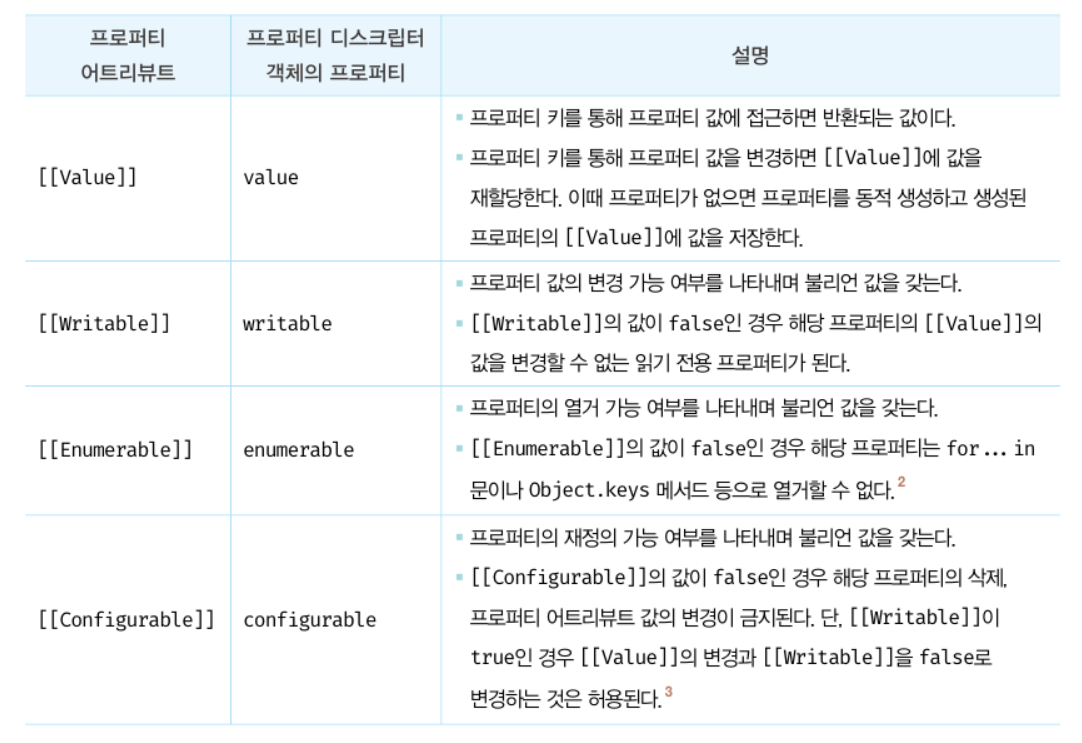 프로퍼티
어트리뷰트
프로퍼티 디스크립터
객체의 프로퍼티
설명
[[Value]]
value
▪ 프로퍼티 키를 통해 프로퍼티 값에 접근하면 반환되는 값이다.
▪ 프로퍼티 키를 통해 프로퍼티 값을 변경하면 [[Value]]에 값을
재할당한다. 이때 프로퍼티가 없으면 프로퍼티를 동적 생성하고 생성된
프로퍼티의 [[Value]]에 값을 저장한다.
[[Writable]]
writable
▪ 프로퍼티 값의 변경 가능 여부를 나타내며 불리언 값을 갖는다.
▪ [[Writable]]의 값이 false인 경우 해당 프로퍼티의 [[Value]]의
값을 변경할 수 없는 읽기 전용 프로퍼티가 된다.
[[Enumerable]]
enumerable
▪ 프로퍼티의 열거 가능 여부를 나타내며 불리언 값을 갖는다.
▪ [[Enumerable]]의 값이 false인 경우 해당 프로퍼티는 for...in
문이나 Object.keys 메서드 등으로 열거할 수 없다.2
[[Configurable]]
configurable
▪ 프로퍼티의 재정의 가능 여부를 나타내며 불리언 값을 갖는다.
▪ [[Configurable]]의 값이 false인 경우 해당 프로퍼티의 삭제,
프로퍼티 어트리뷰트 값의 변경이 금지된다. 단, [[Writable]]이
true인 경우 [[Value]]의 변경과 [[Writable]]을 false로
변경하는 것은 허용된다.3